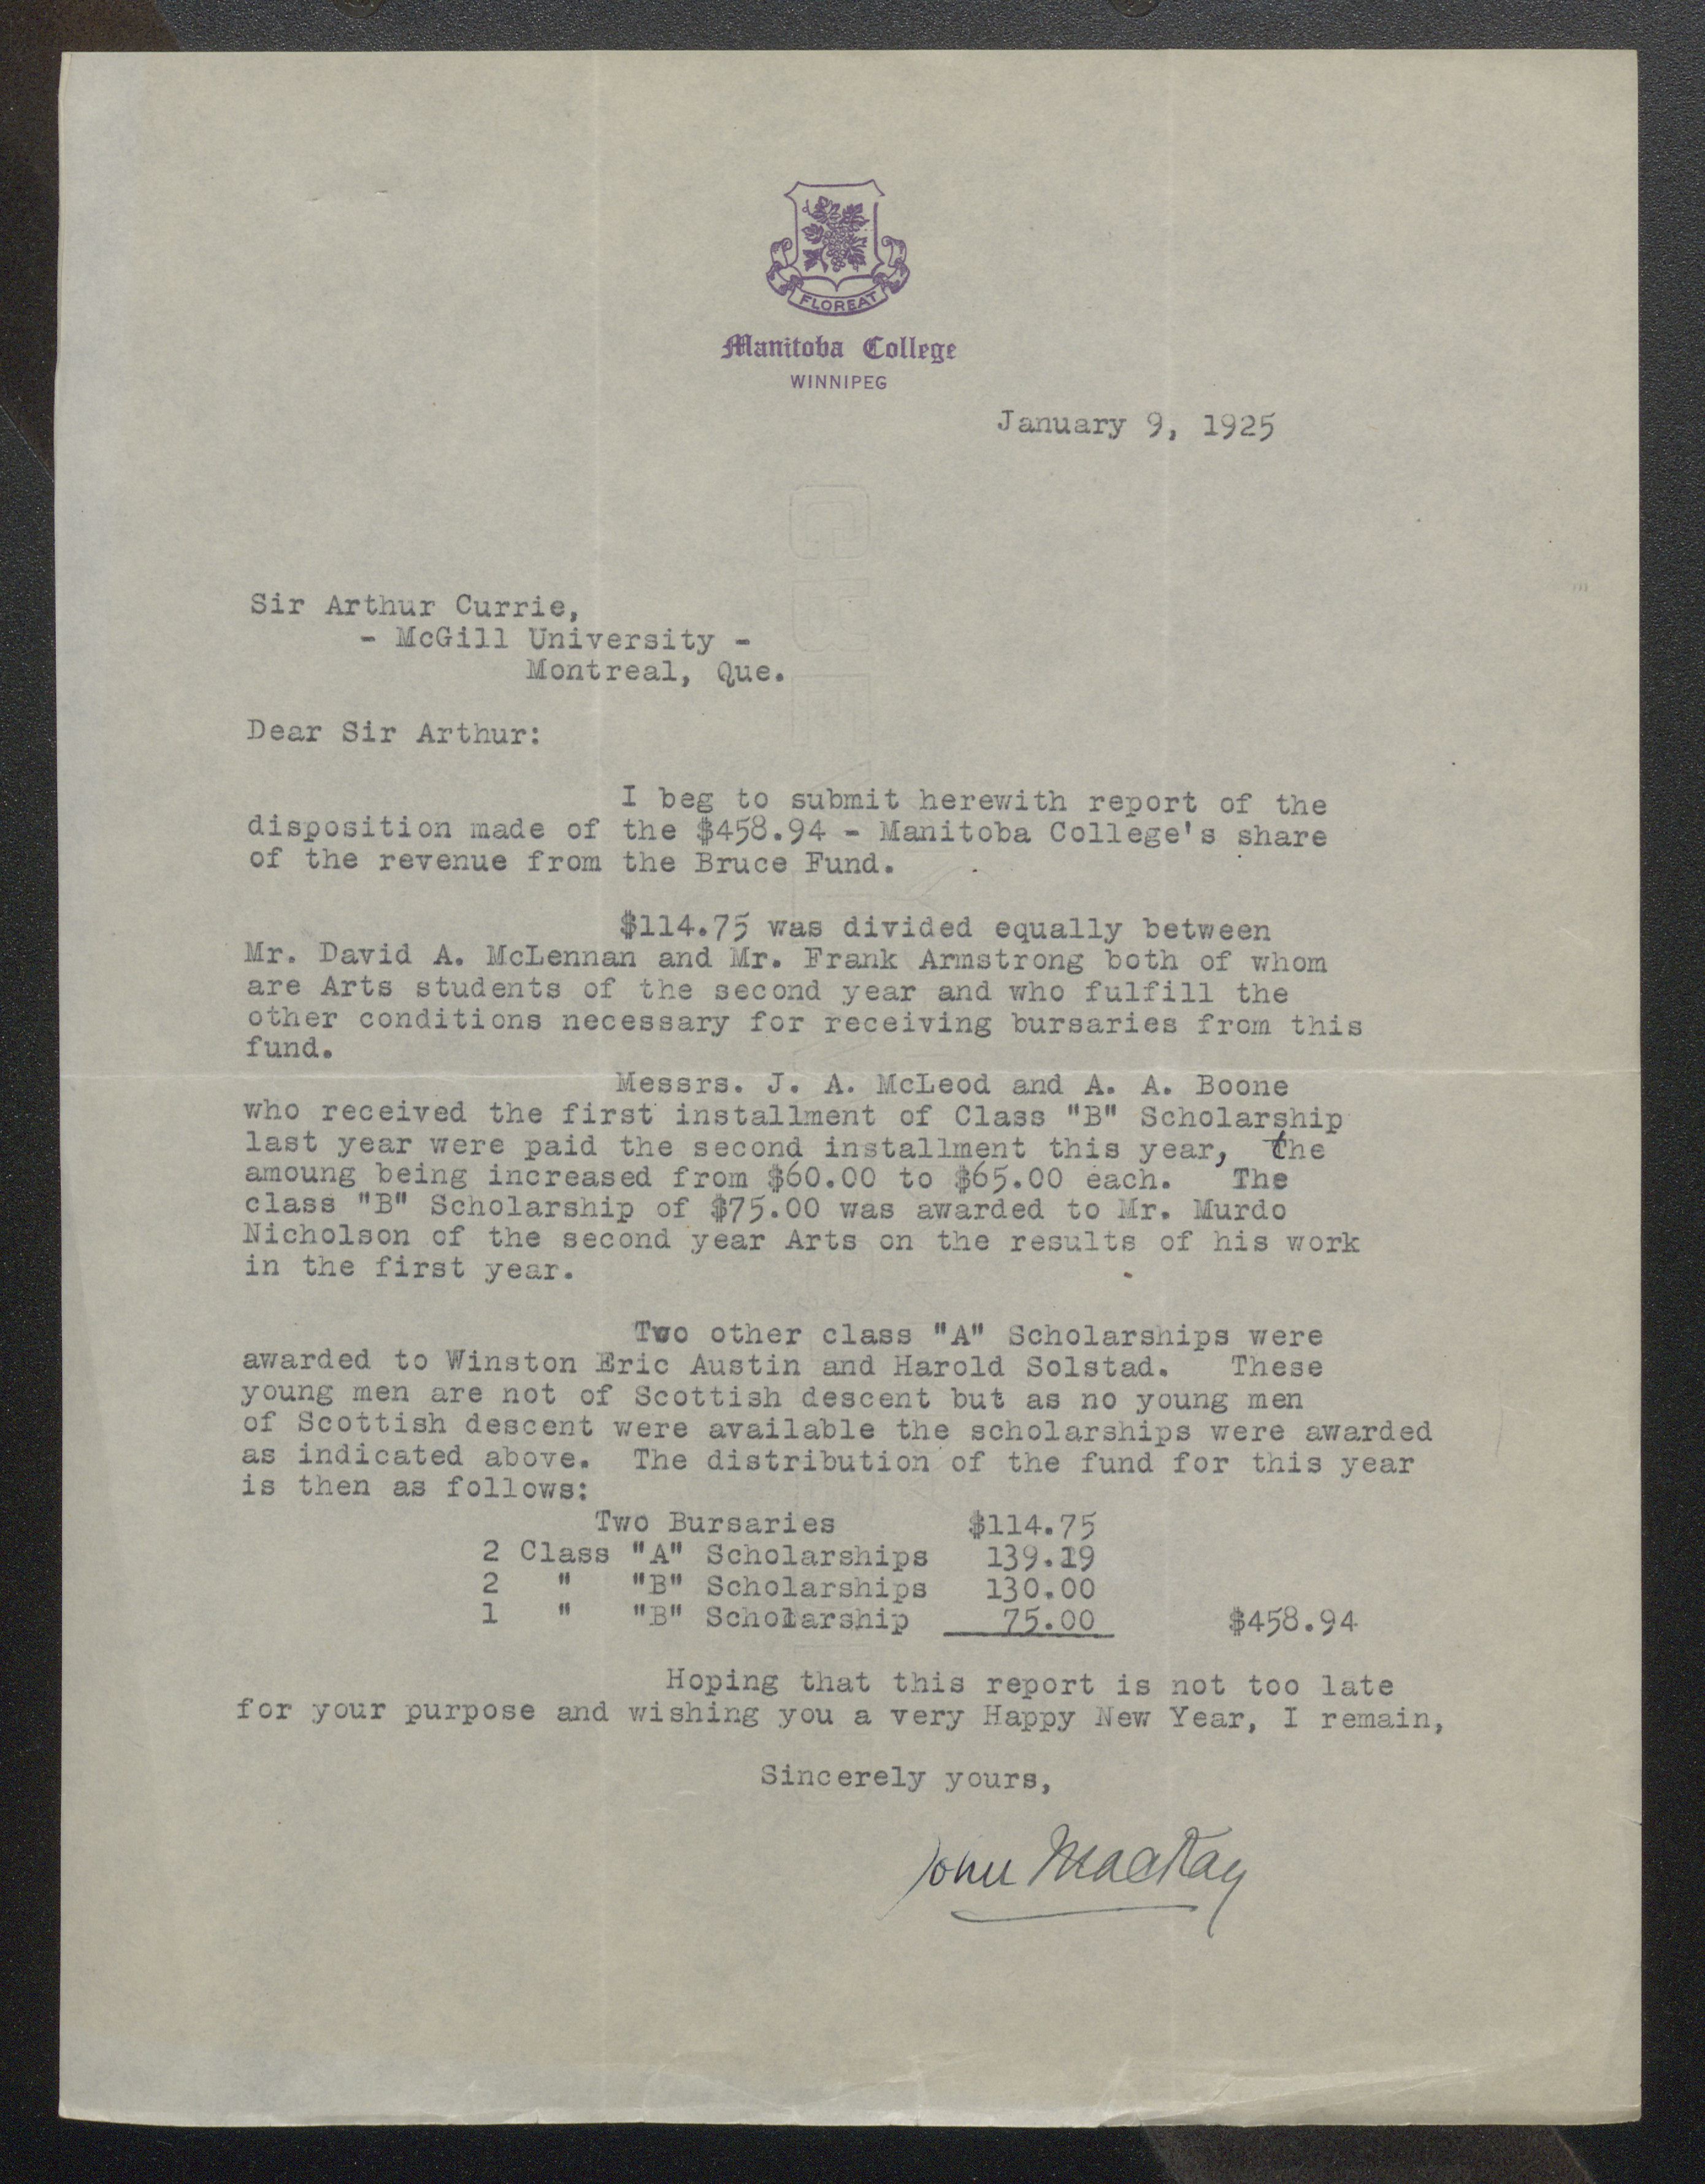 FLOREAT
Manitoba College
WINNIPEG
January 9, 1925
Sir Arthur Currie,
- McGill University -
Montreal, Que.
Dear Sir Arthur:
I beg to submit herewith report of the
disposition made of the $458.94 - Manitoba College's share
of the revenue from the Bruce Fund.
$114.75 was divided equally between
Mr. David A. McLennan and Mr. Frank Armstrong both of whom
are Arts students of the second year and who fulfill the
other conditions necessary for receiving bursaries from this
fund.
Messrs. J. A. McLeod and A. A. Boone
who received the first installment of Class "B" Scholarship
last year were paid the second installment this year, the
amoung being increased from $60.00 to $65.00 each. The
class "B" Scholarship of $75.00 was awarded to Mr. Murdo
Nicholson of the second year Arts on the results of his work
in the first year.
Two other class "A" Scholarships were
awarded to Winston Eric Austin and Harold Solstad. These
young men are not of Scottish descent but as no young men
of Scottish descent were available the scholarships were awarded
as indicated above. The distribution of the fund for this year
is then as follows:
Two Bursaries $114.75
2 Class "A" Scholarships 139.19
2 " "B" Scholarships 130.00
1 " "B" Scholarship 75.00 $458.94
Hoping that this report is not too late
for your purpose and wishing you a very Happy New Year, I remain,
Sincerely yours,
John MacKay